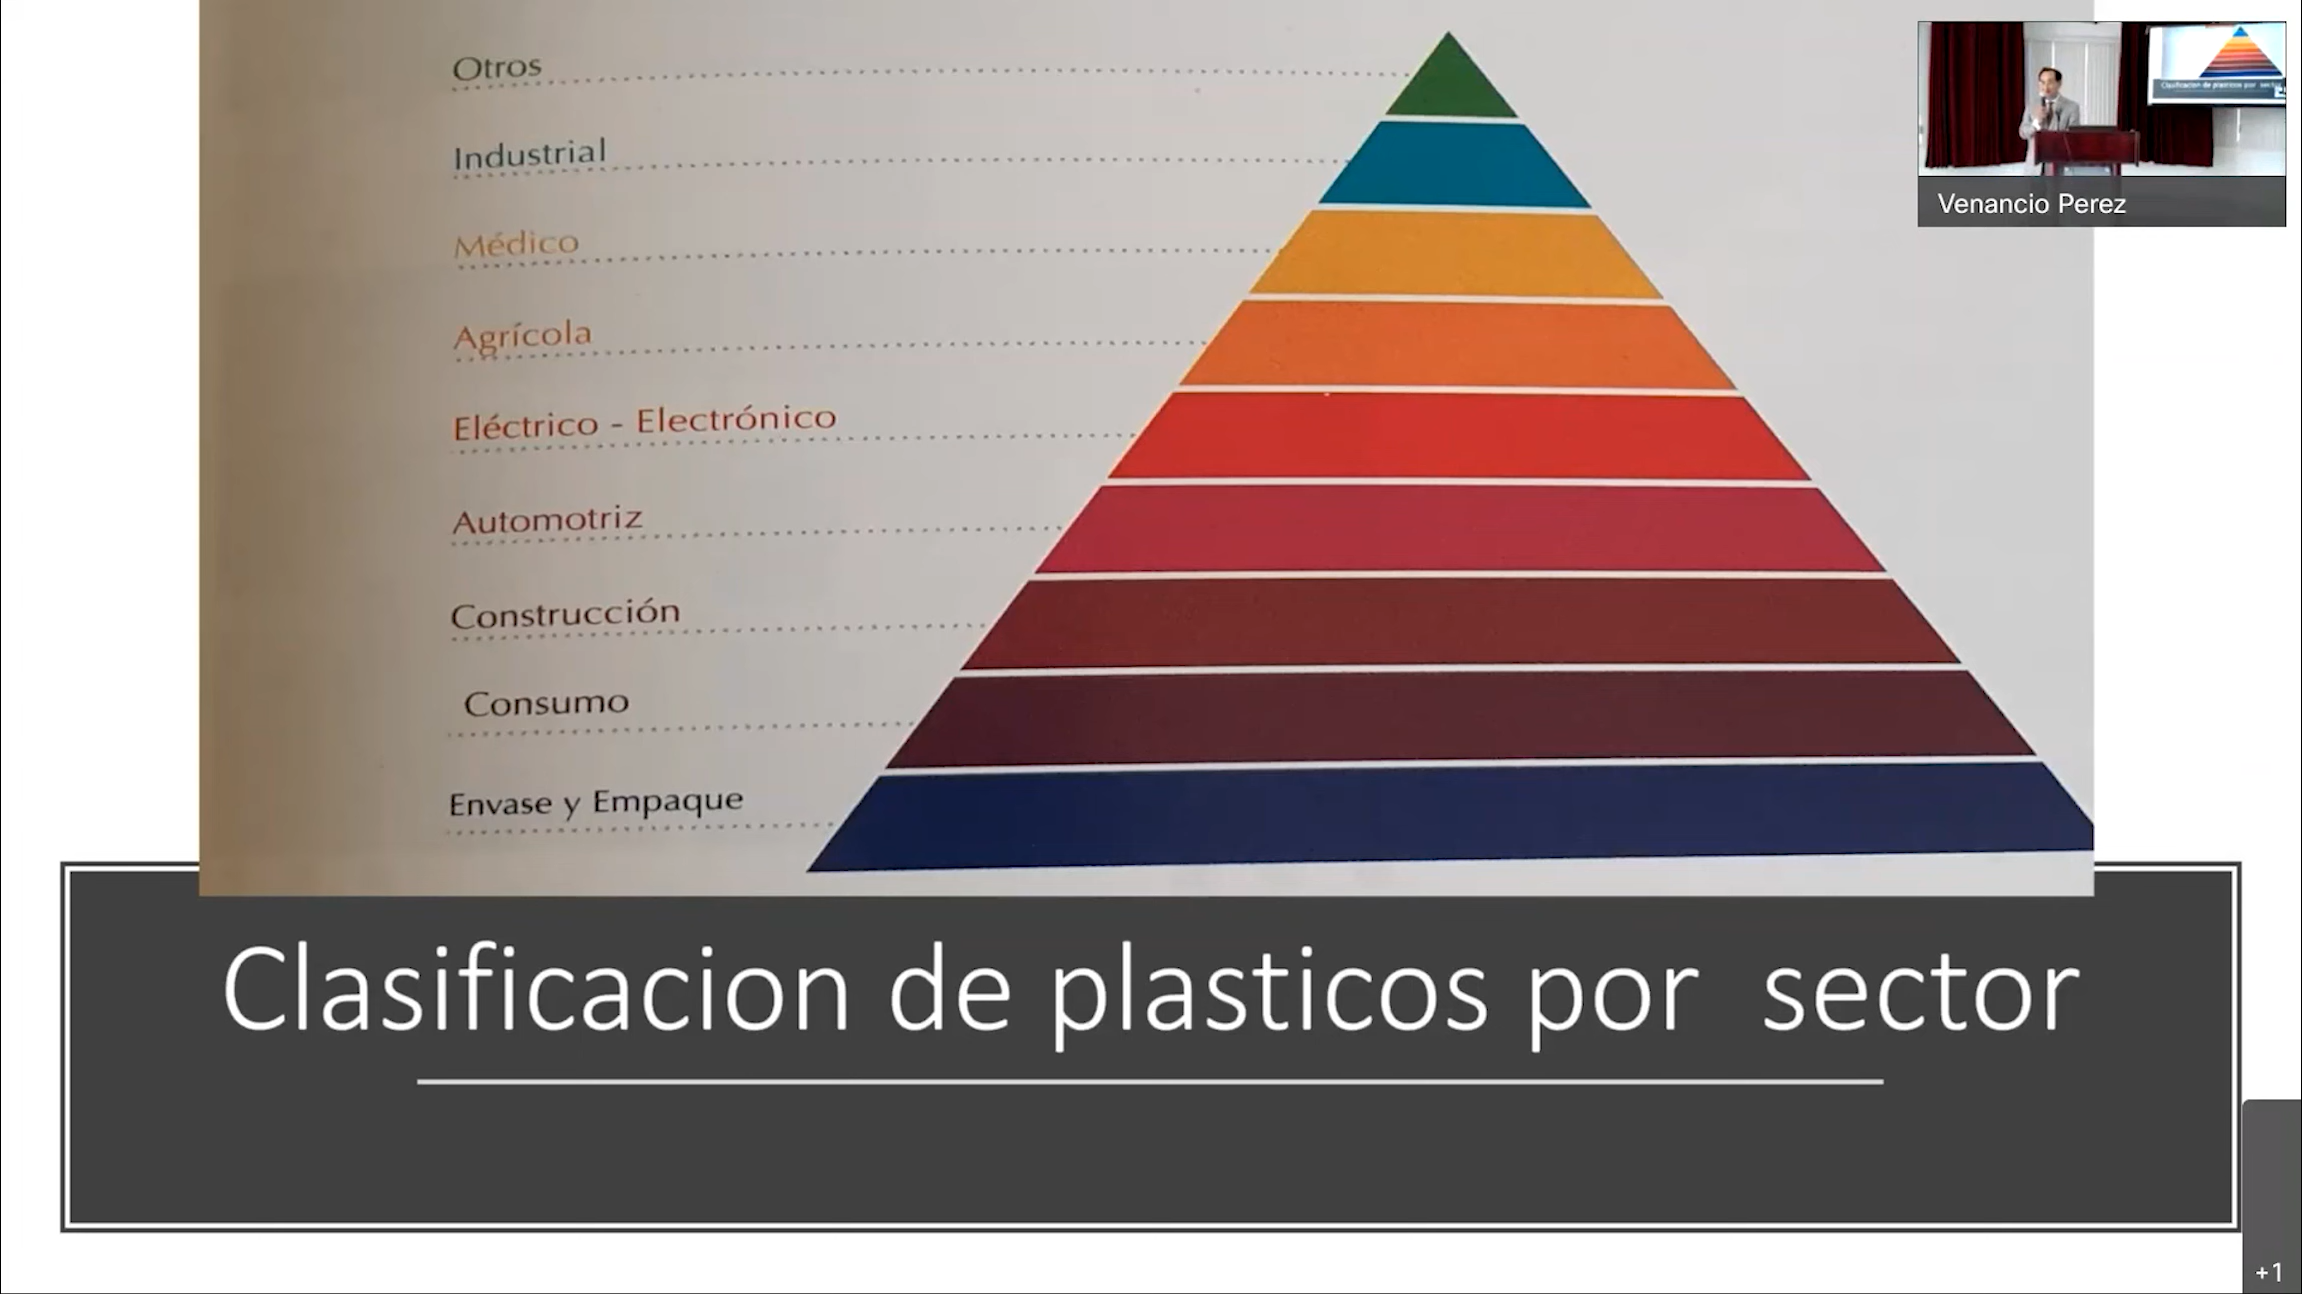 Otros
Industrial
Médico
Agrícola
Eléctrico - Electrónico
Automotriz
Construcción
Consumo
Envase y Empaque
Venancio Perez
Clasificacion de plasticos por sector
+1